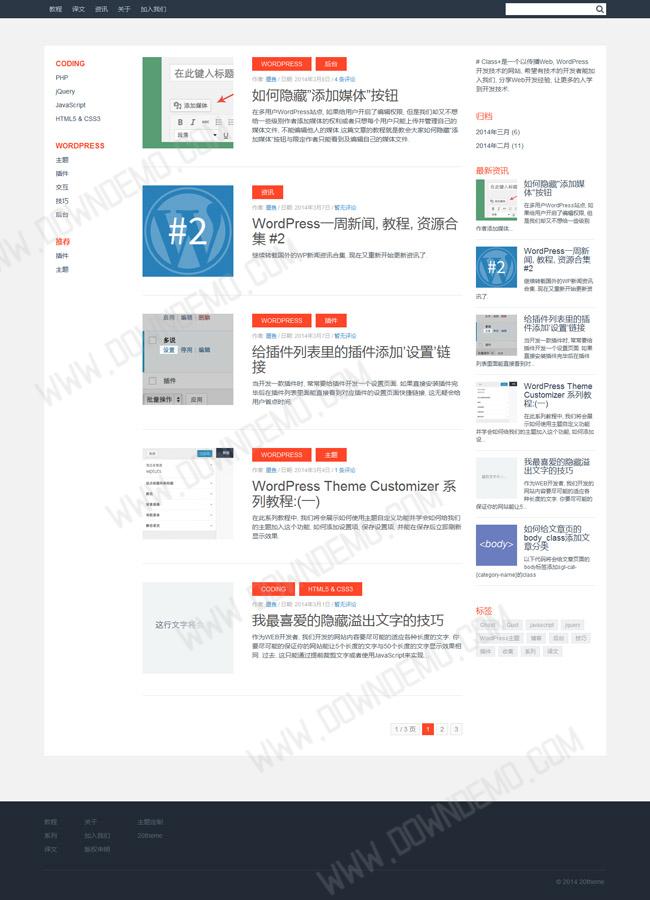 教程 译文 资讯 关于 加入我们
CODING
PHP
jQuery
JavaScript
HTML5 & CSS3
WORDPRESS
主题
插件
交互
技巧
后台
推荐
插件
主题
在此键入标题
添加媒体
段落
WORDPRESS 后台
作者: 墨鱼 / 日期: 2014年3月8日 / 4 条评论
如何隐藏”添加媒体”按钮
在多用户WordPress站点, 如果给用户开启了编辑权限, 但是我们却又不想
给一些级别作者添加媒体的权利或者只想每个用户只能上传并管理自己的
媒体文件, 不能编辑他人的媒体.这篇文章的教程就是教会大家如何隐藏”添
加媒体”按钮与限定作者只能看到及编辑自己的媒体文件.
#2
资讯
作者: 墨鱼 / 日期: 2014年3月7日 / 暂无评论
WordPress一周新闻, 教程, 资源合
集 #2
继续转载国外的WP新闻资讯合集. 现在又重新开始更新资讯了.
启用 编辑 删除
多说
设置 停用 编辑
插件
批量操作 应用
WORDPRESS 插件
作者: 墨鱼 / 日期: 2014年3月7日 / 暂无评论
给插件列表里的插件添加’设置’链
接
当开发一款插件时, 常常要给插件开发一个设置页面. 如果直接安装插件完
毕后在插件列表里面能直接看到对应插件的设置页面快捷链接, 这无疑会给
用户省点时间.
WORDPRESS 主题
作者: 墨鱼 / 日期: 2014年3月4日 / 1 条评论
WordPress Theme Customizer 系
列教程:(一)
在此系列教程中, 我们将会展示如何使用主题自定义功能并学会如何给我们
的主题加入这个功能, 如何添加设置项, 保存设置项, 并能在保存后立即刷新
显示效果.
这行文字将会
CODING HTML5 & CSS3
作者: 墨鱼 / 日期: 2014年3月1日 / 暂无评论
我最喜爱的隐藏溢出文字的技巧
作为WEB开发者, 我们开发的网站内容要尽可能的适应各种长度的文字. 你
要尽可能的保证你的网站能让5个长度的文字与50个长度的文字显示效果相
同. 过去, 这只能通过提前裁剪文字或者使用JavaScript来实现...
1 / 3 页 1 2 3
# Class+是一个以传播Web, WordPress
开发技术的网站, 希望有技术的开发者能加
入我们, 分享Web开发经验, 让更多的人学
到开发技术.
归档
2014年三月 (6)
2014年二月 (11)
最新资讯
如何隐藏”添加媒
体”按钮
在多用户WordPress站点, 如
果给用户开启了编辑权限, 但
是我们却又不想给一些级别
作者添加媒体...
#2
WordPress一周新
闻, 教程, 资源合集
#2
继续转载国外的WP新闻资讯
合集. 现在又重新开始更新资
讯了.
给插件列表里的插
件添加’设置’链接
当开发一款插件时, 常常要给
插件开发一个设置页面. 如果
直接安装插件完毕后在插件
列表里面能直接看到对...
WordPress Theme
Customizer 系列教
程:(一)
在此系列教程中, 我们将会展
示如何使用主题自定义功能
并学会如何给我们的主题加入这个功能, 如何添加
设...
我最喜爱的隐藏溢
出文字的技巧
作为WEB开发者, 我们开发的
网站内容要尽可能的适应各
种长度的文字. 你要尽可能的
保证你的网站能让5...
<body>
如何给文章页的
body_class添加文
章分类
以下代码将会给文章页面的
body标签添加sgl-cat-
{category-name}的class
标签
Ghost Gust javascript jquery
WordPress主题 博客 后台 技巧
插件 收集 系列 译文
教程 关于 主题定制
系列 加入我们 20theme
译文 版权申明
© 2014 20theme
WWW.DOWNDEMO.COM
WWW.DOWNDEMO.COM
WWW.DOWNDEMO.COM
WWW.DOWNDEMO.COM
WWW.DOWNDEMO.COM
WWW.DOWNDEMO.COM